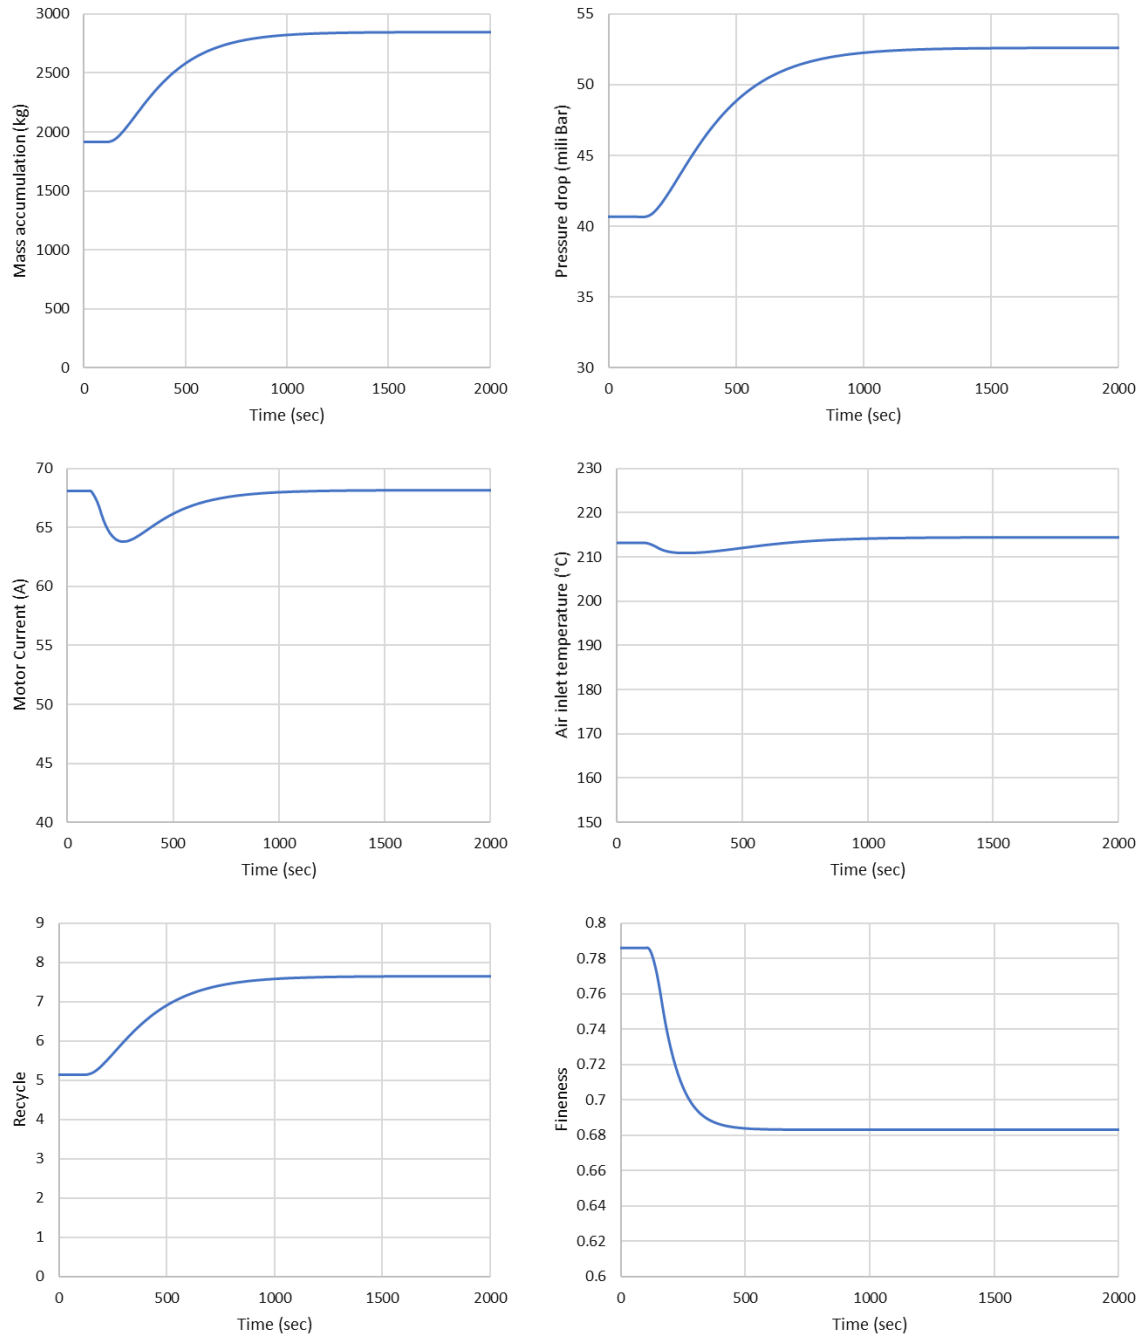 Mass accumulation (kg)
3000
2500
2000
1500
1000
500
0
0 500 1000 1500 2000
Time (sec)
Pressure drop (mili Bar)
55
50
45
40
35
30
0 500 1000 1500 2000
Time (sec)
Motor Current (A)
70
65
60
55
50
45
40
0 500 1000 1500 2000
Time (sec)
Air inlet temperature (°C)
230
220
210
200
190
180
170
160
150
0 500 1000 1500 2000
Time (sec)
Recycle
9
8
7
6
5
4
3
2
1
0
0 500 1000 1500 2000
Time (sec)
Fineness
0.8
0.78
0.76
0.74
0.72
0.7
0.68
0.66
0.64
0.62
0.6
0 500 1000 1500 2000
Time (sec)